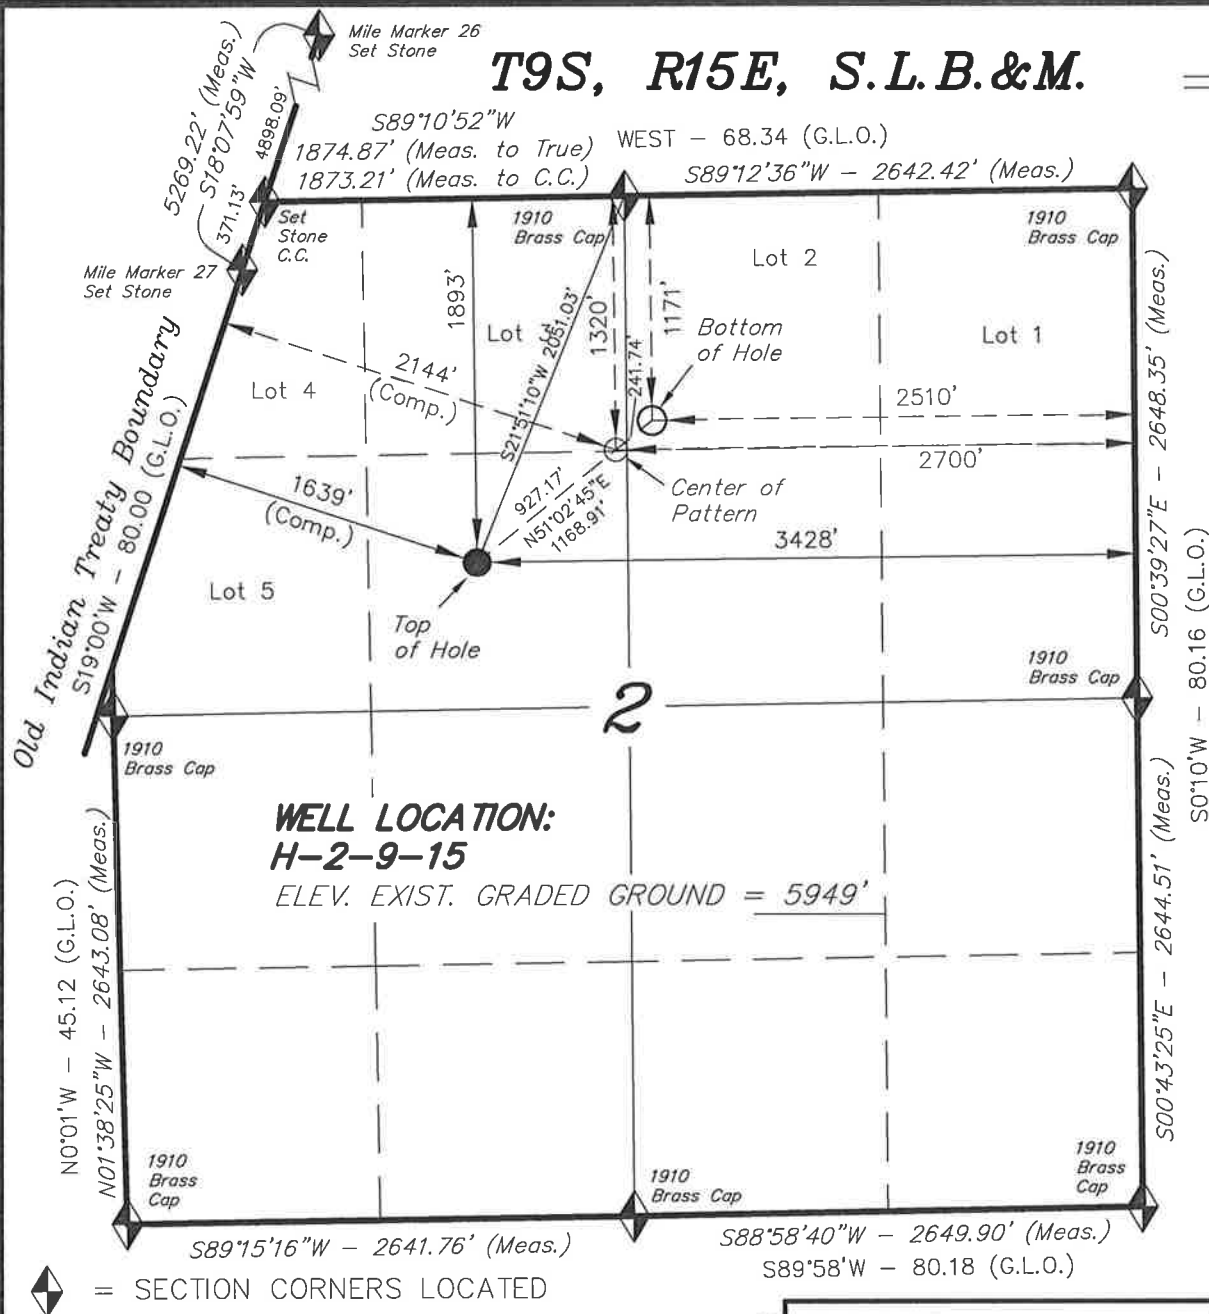 T9S, R15E, S.L.B.&M.
Mile Marker 26
Set Stone
5269.22' (Meas.)
S18°07'59"W
4898.09'
371.13'
S89°10'52"W
1874.87' (Meas. to True)
1873.21' (Meas. to C.C.)
WEST – 68.34 (G.L.O.)
S89°12'36"W – 2642.42' (Meas.)
Set
Stone
C.C.
1910
Brass Cap
1910
Brass Cap
Mile Marker 27
Set Stone
Lot 2
Lot 1
Lot
Lot 4
1893'
1320'
1171'
241.74'
S21°51'10"W 2051.03'
Bottom
of Hole
2144'
(Comp.)
2510'
2700'
Center of
Pattern
1639'
(Comp.)
927.17'
N51°02'45"E
1168.91'
3428'
Lot 5
Top
of Hole
Old Indian Treaty Boundary
S19°00'W – 80.00 (G.L.O.)
S00°39'27"E – 2648.35' (Meas.)
S0°10'W – 80.16 (G.L.O.)
1910
Brass Cap
2
1910
Brass Cap
WELL LOCATION:
H–2–9–15
ELEV. EXIST. GRADED GROUND = 5949'
N0°01'W – 45.12 (G.L.O.)
N01°38'25"W – 2643.08' (Meas.)
S00°43'25"E – 2644.51' (Meas.)
1910
Brass
Cap
1910
Brass Cap
1910
Brass
Cap
S89°15'16"W – 2641.76' (Meas.)
S88°58'40"W – 2649.90' (Meas.)
S89°58'W – 80.18 (G.L.O.)
= SECTION CORNERS LOCATED